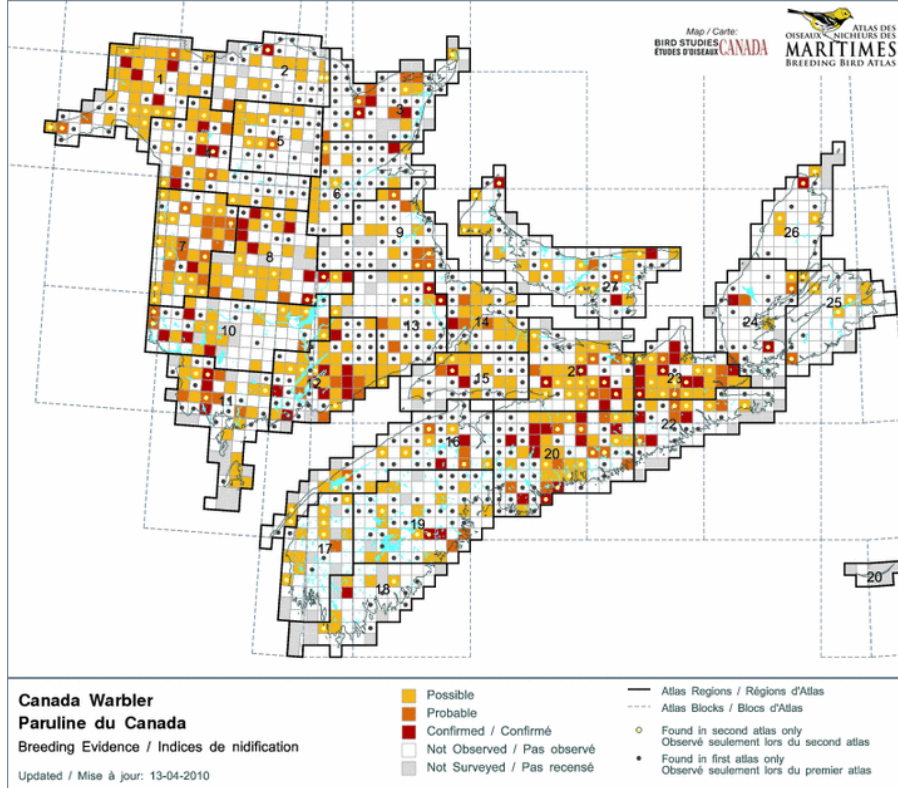 Map / Carte:
BIRD STUDIES
ÉTUDES D'OISEAUX CANADA
ATLAS DES
OISEAUX NICHEURS DES
MARITIMES
BREEDING BIRD ATLAS
1
2
3
5
4
6
9
7
8
26
27
25
24
10
13
14
15
12
11
23
22
16
20
19
17
18
20
Canada Warbler
Paruline du Canada
Breeding Evidence / Indices de nidification
Updated / Mise à jour: 13-04-2010
Possible
Probable
Confirmed / Confirmé
Not Observed / Pas observé
Not Surveyed / Pas recensé
Atlas Regions / Régions d'Atlas
Atlas Blocks / Blocs d'Atlas
Found in second atlas only
Observé seulement lors du second atlas
Found in first atlas only
Observé seulement lors du premier atlas